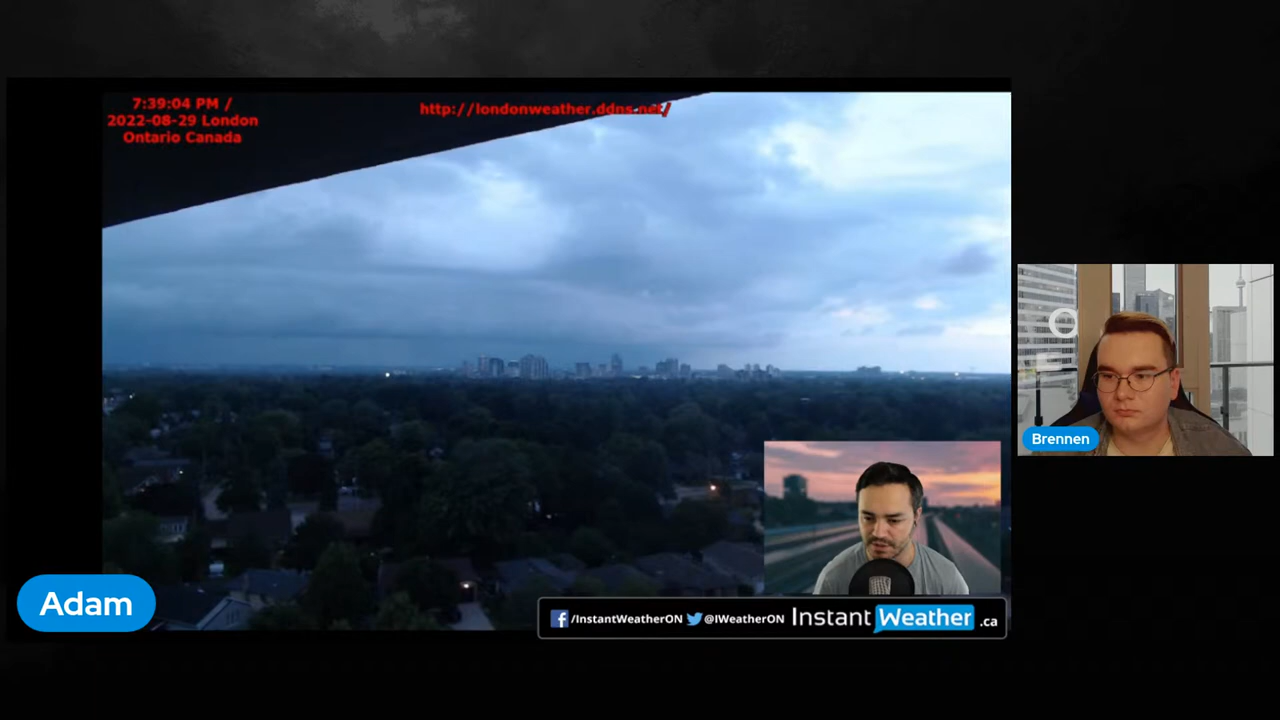 7:39:04 PM /
2022-08-29 London
Ontario Canada
http://londonweather.ddns.net/
Brennen
Adam
/InstantWeatherON @IWeatherON InstantWeather.ca